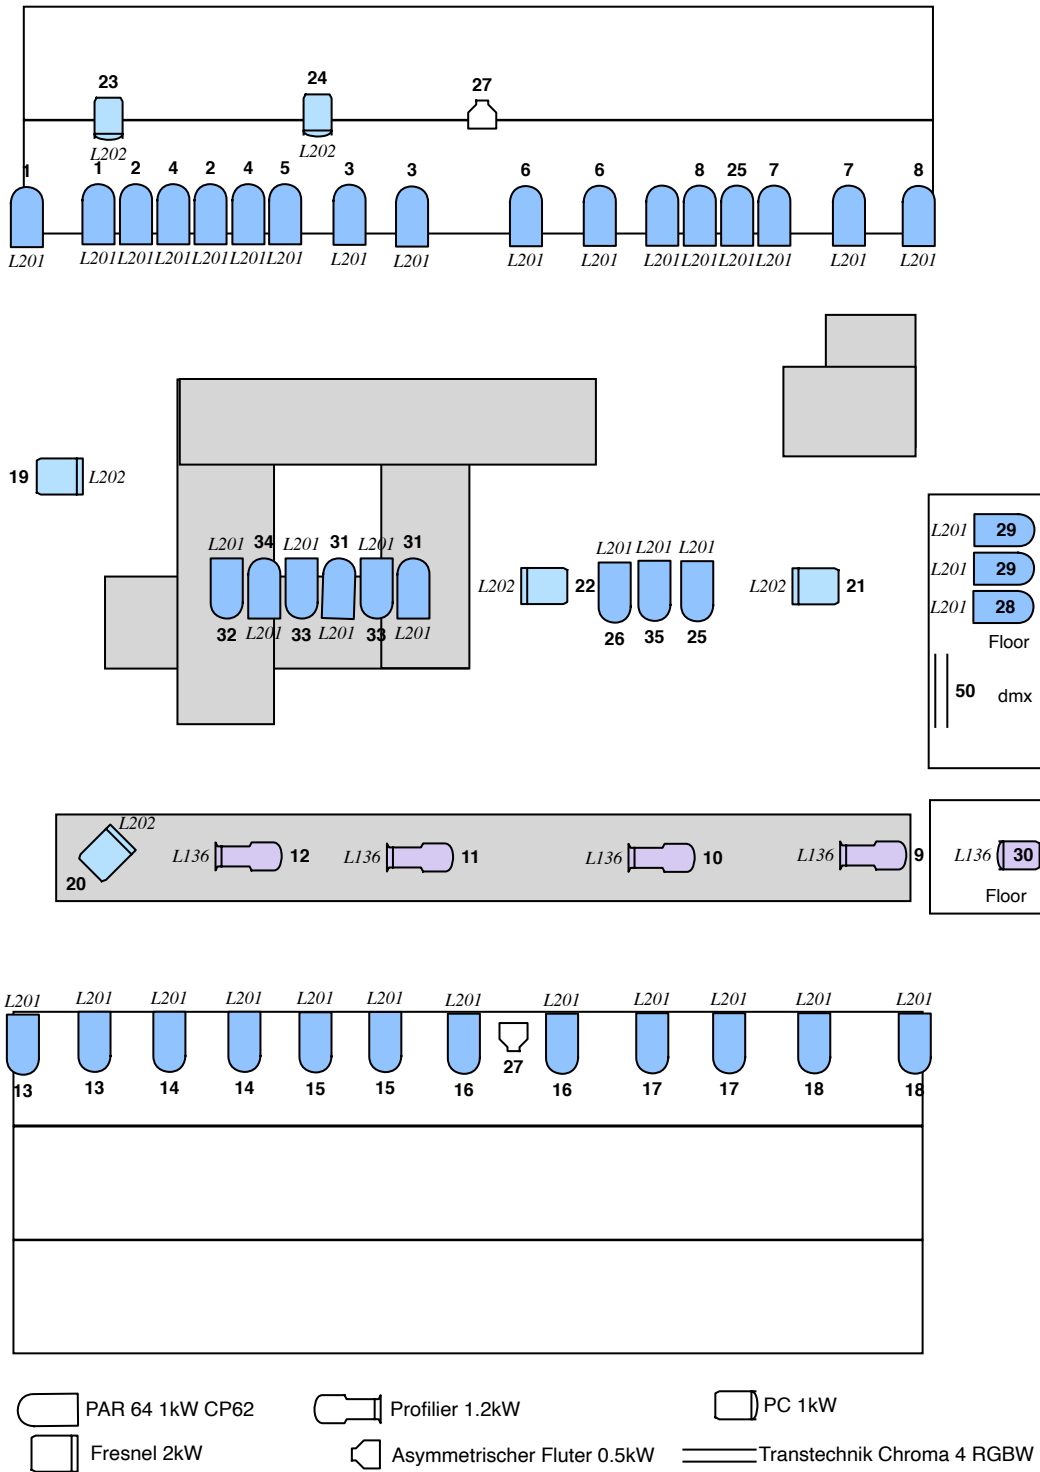 23 24 27
L202 L202
1 1 2 4 2 4 5 3 3 6 6 8 25 7 7 8
L201 L201 L201 L201 L201 L201 L201 L201 L201 L201 L201 L201 L201 L201 L201 L201 L201
19 L202
L201 34 L201 31 L201 31
32 L201 33 L201 33 L201
L202 22
L201 L201 L201
26 35 25
L202 21
L201 29
L201 29
L201 28
Floor
50 dmx
L202
20
L136 12
L136 11
L136 10
L136 9
L136 30
Floor
L201 L201 L201 L201 L201 L201 L201 L201 L201 L201 L201 L201
13 13 14 14 15 15 16 27 16 17 17 18 18
PAR 64 1kW CP62
Profilier 1.2kW
PC 1kW
Fresnel 2kW
Asymmetrischer Fluter 0.5kW
Transtechnik Chroma 4 RGBW